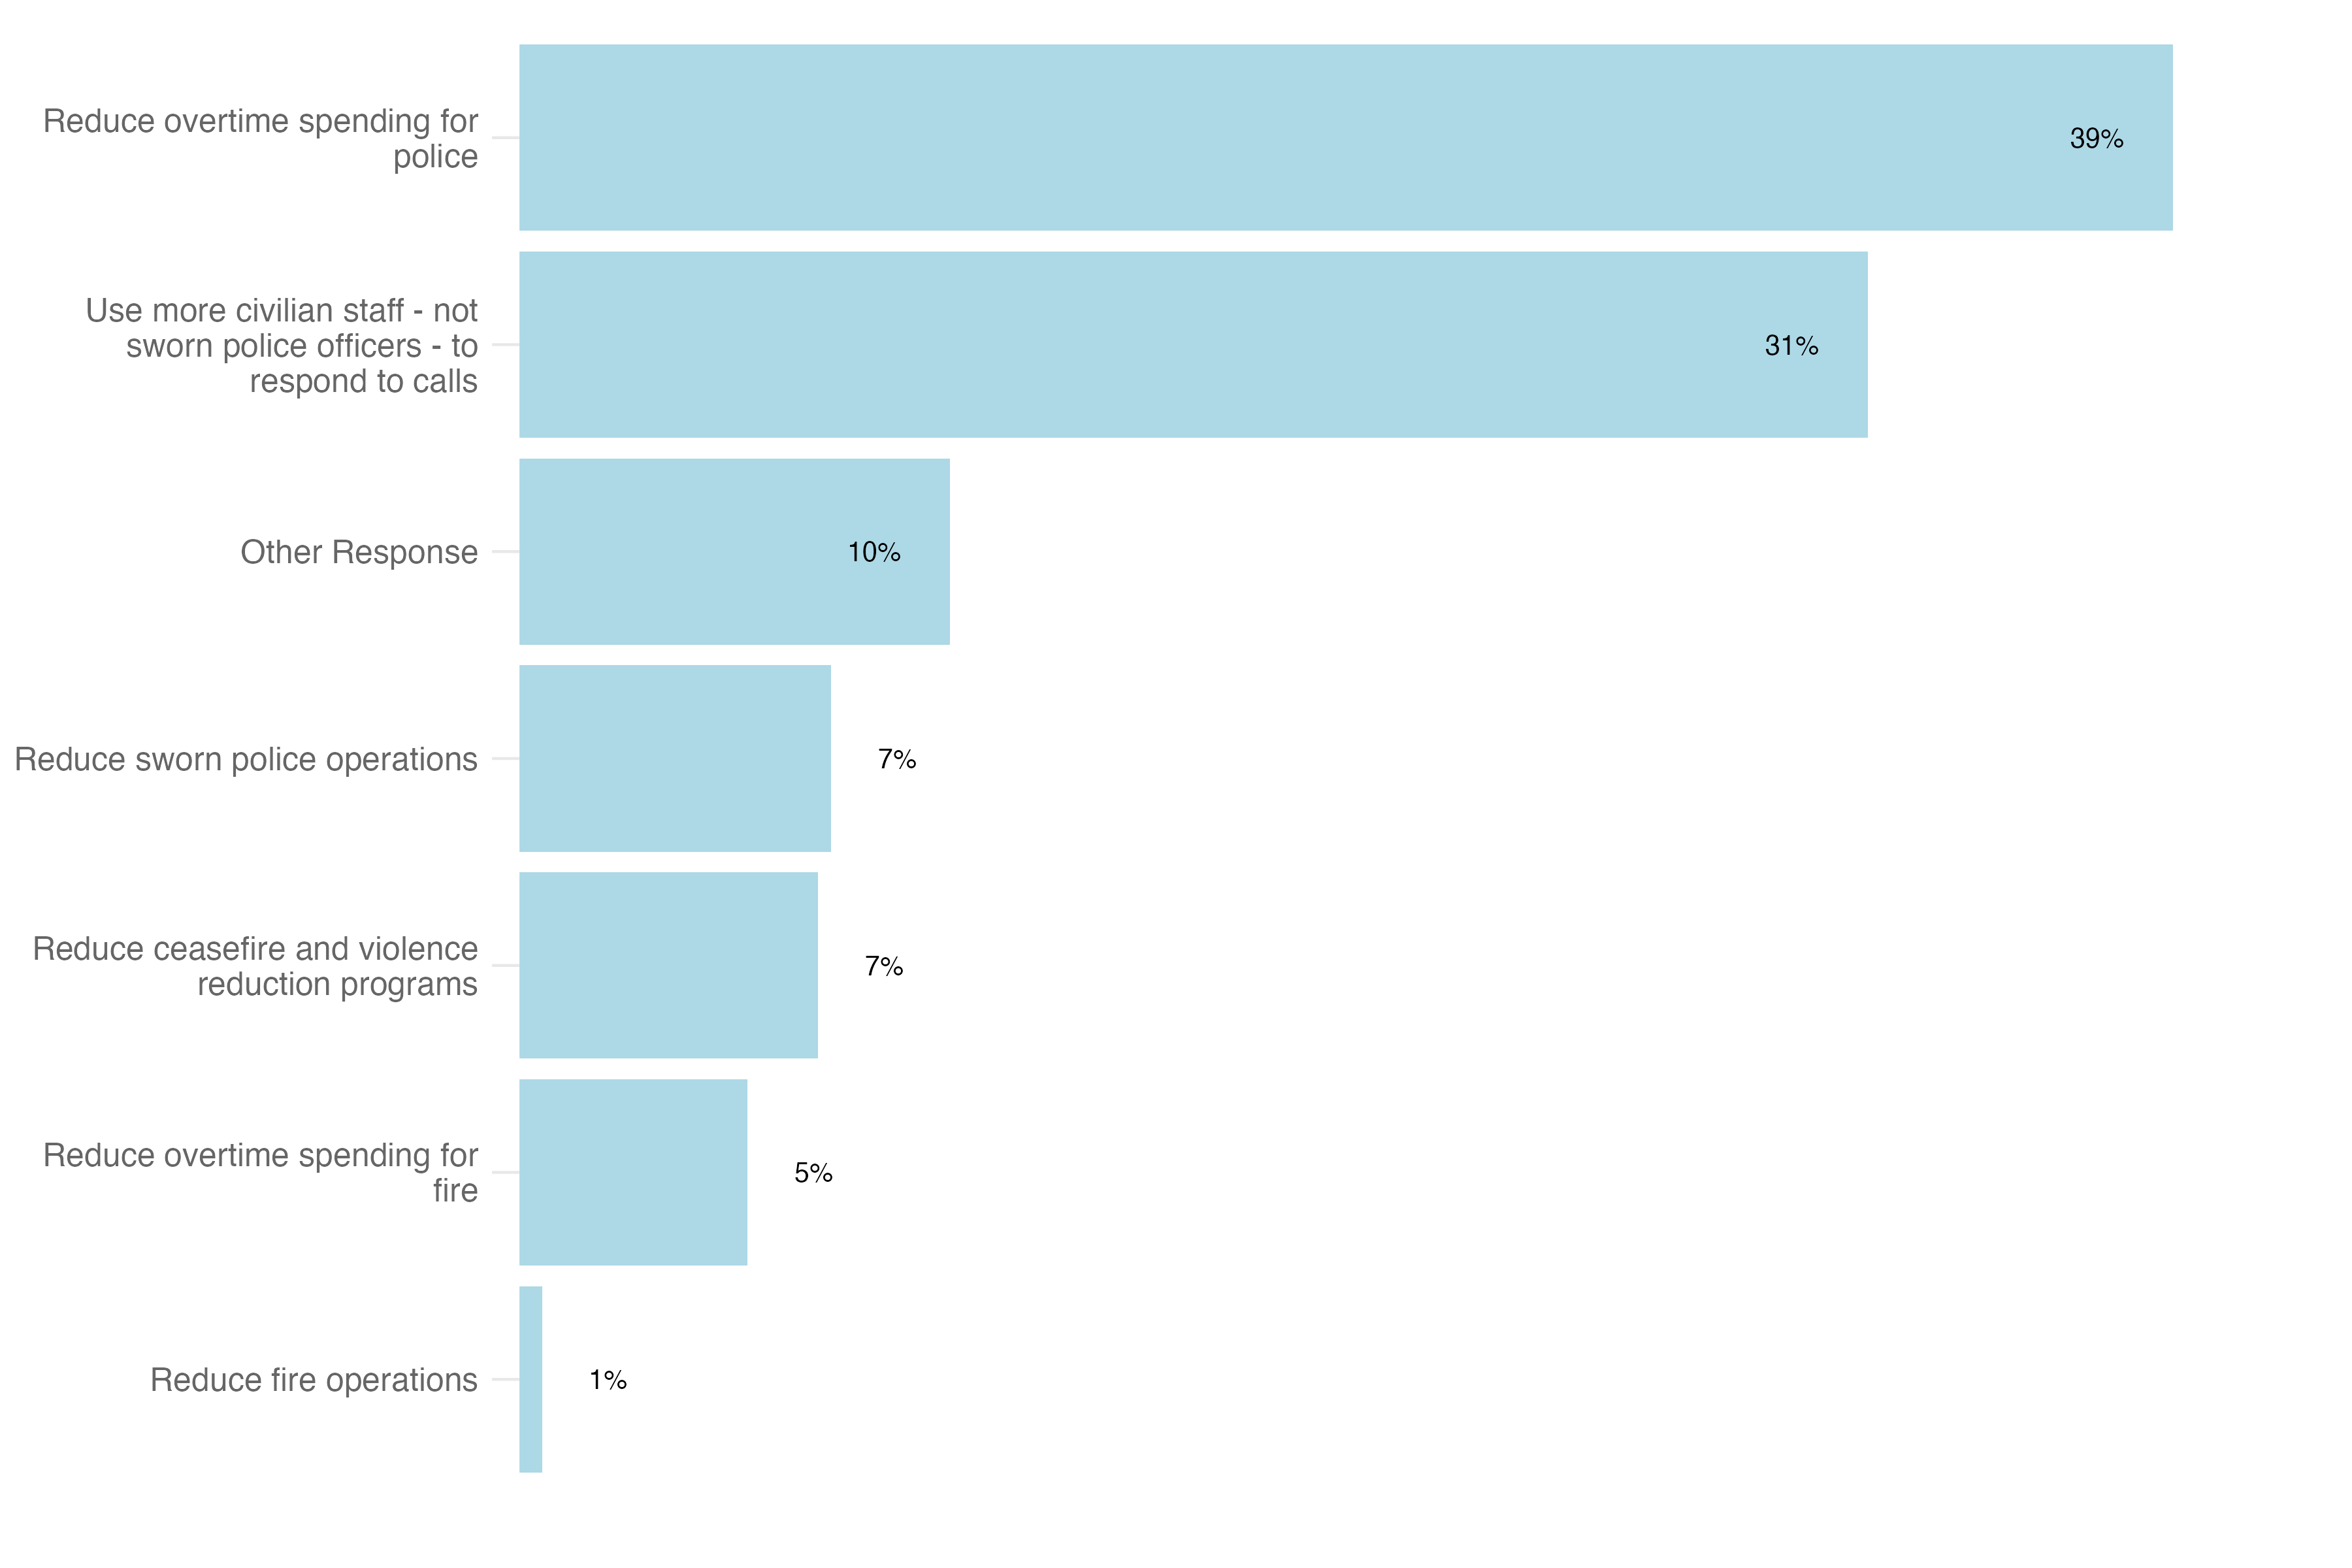 Reduce overtime spending for
police
39%
Use more civilian staff - not
sworn police officers - to
respond to calls
31%
Other Response
10%
Reduce sworn police operations
7%
Reduce ceasefire and violence
reduction programs
7%
Reduce overtime spending for
fire
5%
Reduce fire operations
1%